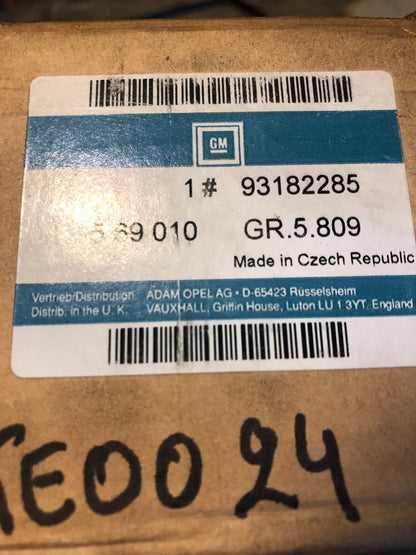 GM
1 # 93182285
5 69 010 GR.5.809
Made in Czech Republic
Vertrieb/Distribution: ADAM OPEL AG • D-65423 Rüsselsheim
Distrib. in the U. K. VAUXHALL, Griffin House, Luton LU 1 3YT. England
TE00 24